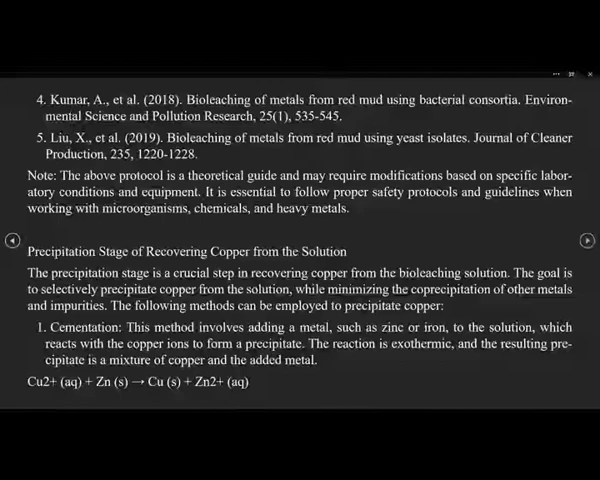 4. Kumar, A., et al. (2018). Bioleaching of metals from red mud using bacterial consortia. Environ-
mental Science and Pollution Research, 25(1), 535-545.
5. Liu, X., et al. (2019). Bioleaching of metals from red mud using yeast isolates. Journal of Cleaner
Production, 235, 1220-1228.
Note: The above protocol is a theoretical guide and may require modifications based on specific labor-
atory conditions and equipment. It is essential to follow proper safety protocols and guidelines when
working with microorganisms, chemicals, and heavy metals.
Precipitation Stage of Recovering Copper from the Solution
The precipitation stage is a crucial step in recovering copper from the bioleaching solution. The goal is
to selectively precipitate copper from the solution, while minimizing the coprecipitation of other metals
and impurities. The following methods can be employed to precipitate copper:
1. Cementation: This method involves adding a metal, such as zinc or iron, to the solution, which
reacts with the copper ions to form a precipitate. The reaction is exothermic, and the resulting pre-
cipitate is a mixture of copper and the added metal.
Cu2+ (aq) + Zn (s) → Cu (s) + Zn2+ (aq)